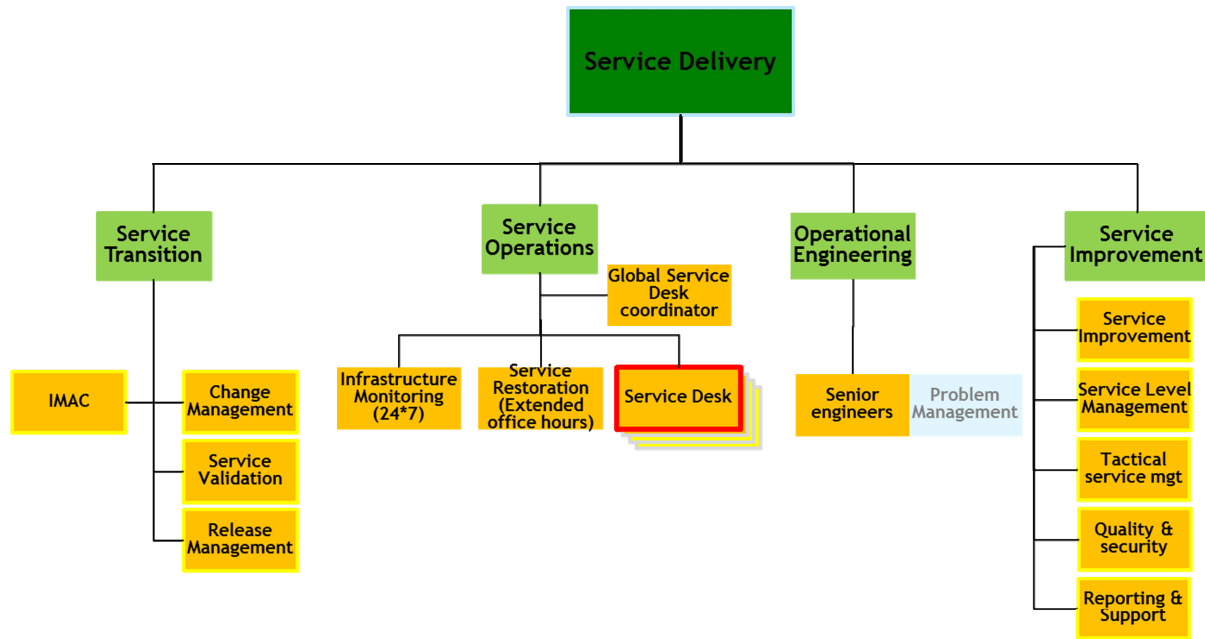 Service Delivery
Service
Transition
Service
Operations
Operational
Engineering
Service
Improvement
Global Service
Desk
coordinator
IMAC
Change
Management
Service
Validation
Release
Management
Infrastructure
Monitoring
(24*7)
Service
Restoration
(Extended
office hours)
Service Desk
Senior
engineers
Problem
Management
Service
Improvement
Service Level
Management
Tactical
service mgt
Quality &
security
Reporting &
Support